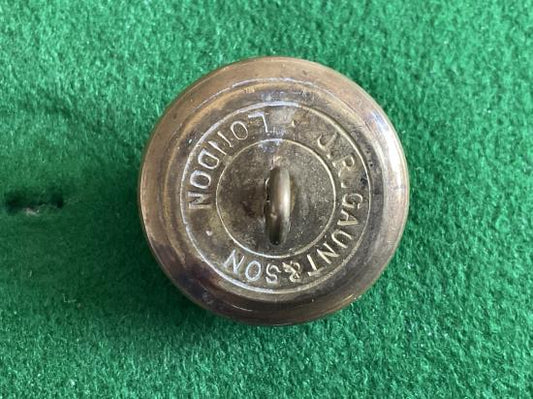 J.R. GAUNT & SON · LONDON ·